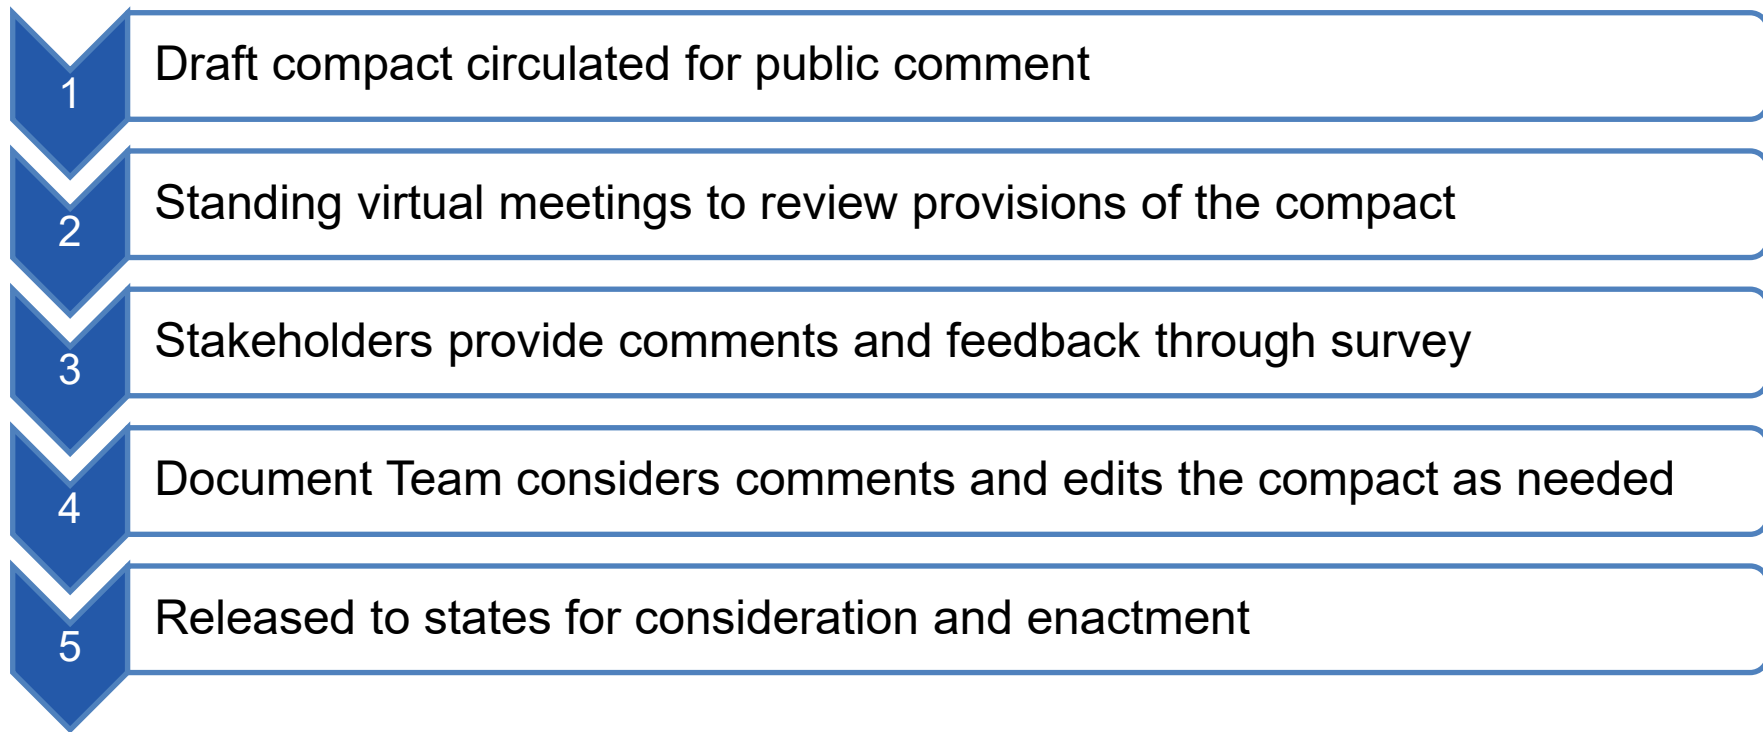 1
Draft compact circulated for public comment
2
Standing virtual meetings to review provisions of the compact
3
Stakeholders provide comments and feedback through survey
4
Document Team considers comments and edits the compact as needed
5
Released to states for consideration and enactment